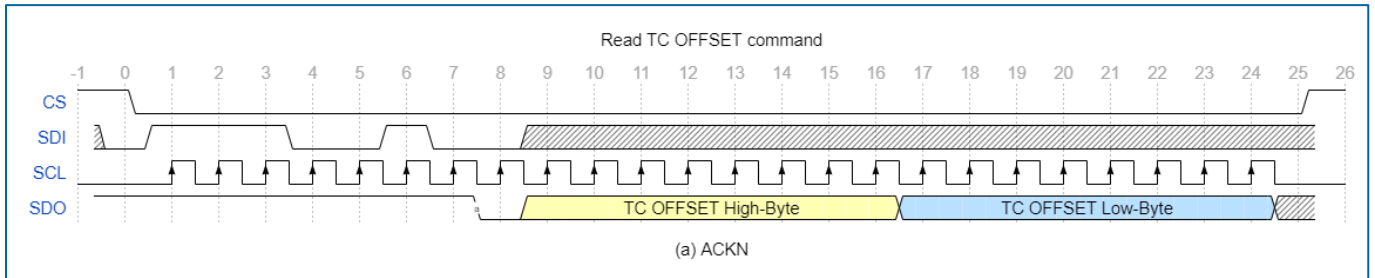 Read TC OFFSET command
-1 0 1 2 3 4 5 6 7 8 9 10 11 12 13 14 15 16 17 18 19 20 21 22 23 24 25 26
CS
SDI
SCL
SDO a TC OFFSET High-Byte TC OFFSET Low-Byte
(a) ACKN